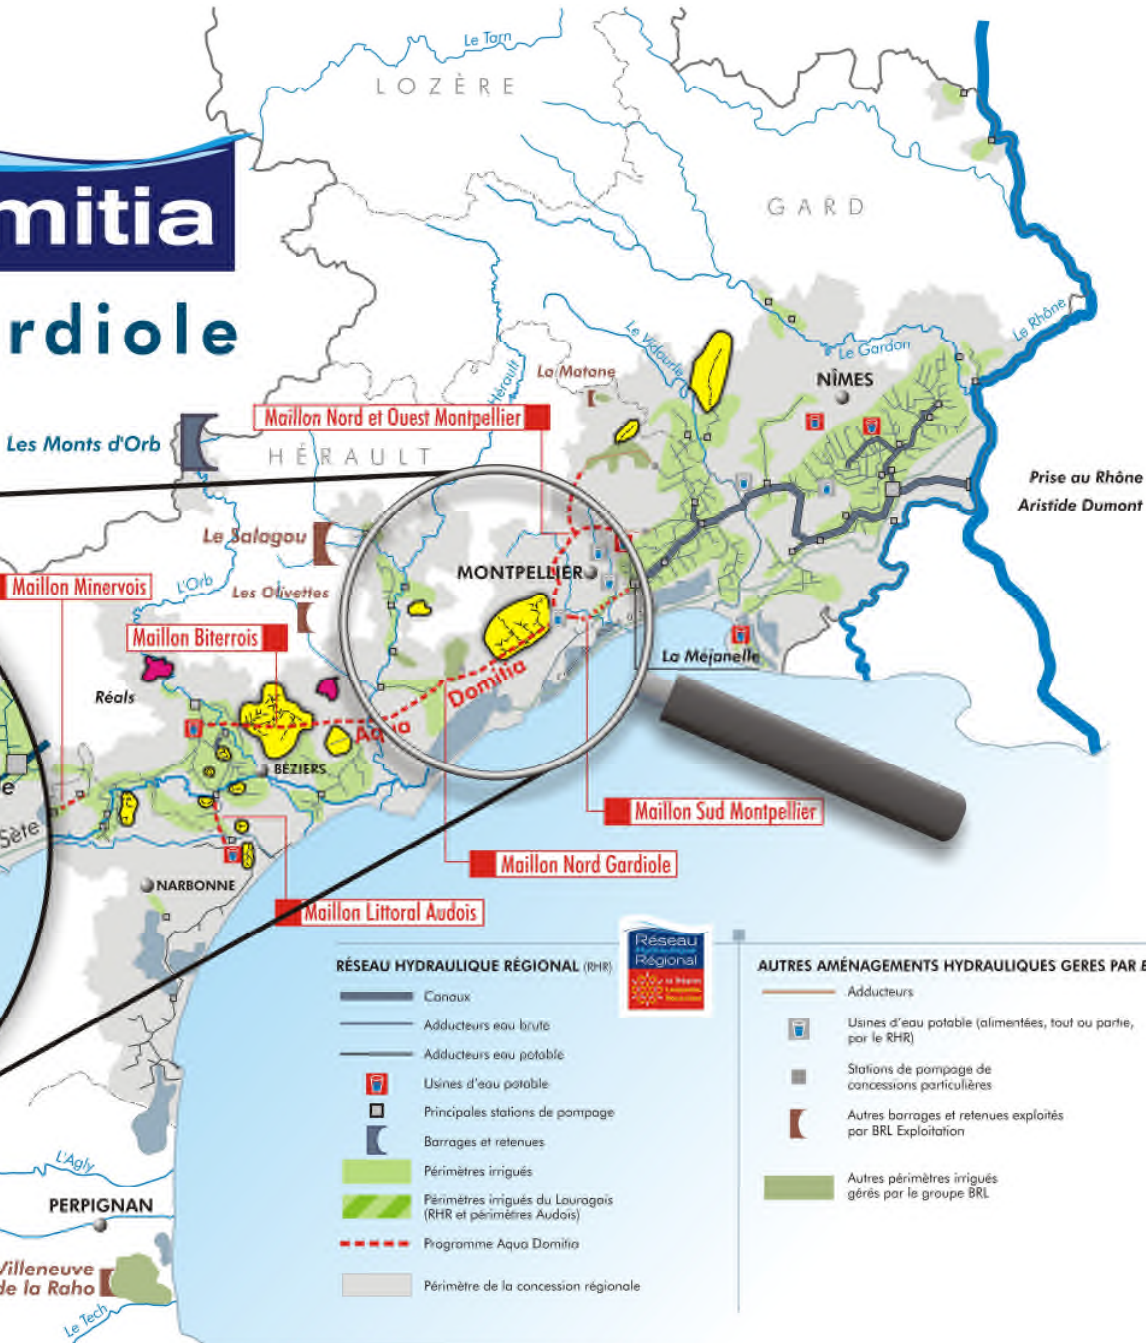 Le Tarn
LOZÈRE
mitia
GARD
rdiole
Le Rhône
Le Vidourle
Le Gardon
NÎMES
Hérault
Maillon Nord et Ouest Montpellier
Les Monts d'Orb
HÉRAULT
Prise au Rhône
Aristide Dumont
Le Salagou
MONTPELLIER
Maillon Minervois
L'Orb
Les Olivettes
Maillon Biterrois
La Méjanelle
Réals
Aqua Domitia
BÉZIERS
Sète
Maillon Sud Montpellier
Maillon Nord Gardiole
NARBONNE
Maillon Littoral Audois
Réseau
Hydraulique
Régional
RÉSEAU HYDRAULIQUE RÉGIONAL (RHR)
Canaux
Adducteurs eau brute
Adducteurs eau potable
Usines d'eau potable
Principales stations de pompage
Barrages et retenues
Périmètres irrigués
Périmètres irrigués du Lauragais
(RHR et périmètres Audois)
Programme Aqua Domitia
Périmètre de la concession régionale
AUTRES AMÉNAGEMENTS HYDRAULIQUES GERES PAR
Adducteurs
Usines d'eau potable (alimentées, tout ou partie,
par le RHR)
Stations de pompage de
concessions particulières
Autres barrages et retenues exploités
par BRL Exploitation
Autres périmètres irrigués
gérés par le groupe BRL
L'Agly
PERPIGNAN
Villeneuve
de la Raho
Le Tech